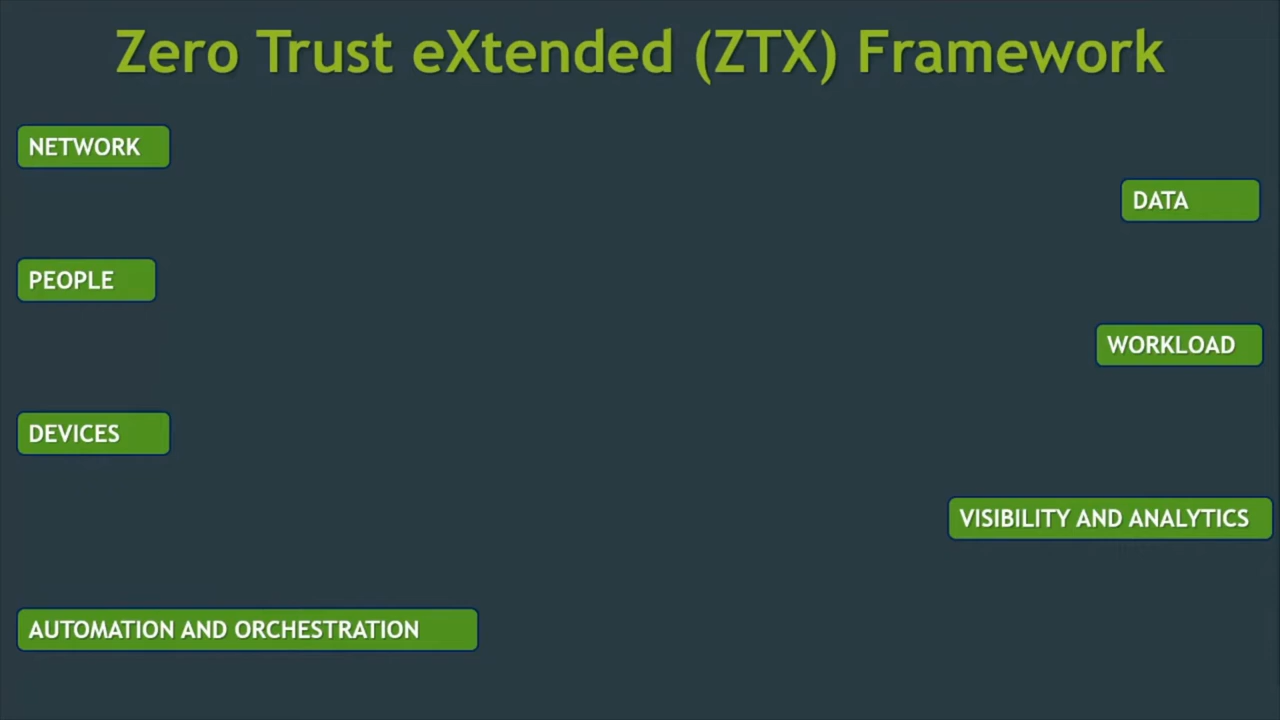 Zero Trust eXtended (ZTX) Framework
NETWORK
DATA
PEOPLE
WORKLOAD
DEVICES
VISIBILITY AND ANALYTICS
AUTOMATION AND ORCHESTRATION